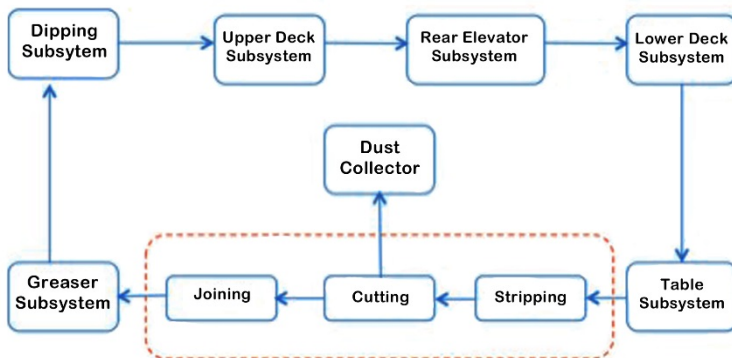 Dipping
Subsytem
Upper Deck
Subsystem
Rear Elevator
Subsystem
Lower Deck
Subsystem
Dust
Collector
Greaser
Subsystem
Joining
Cutting
Stripping
Table
Subsystem